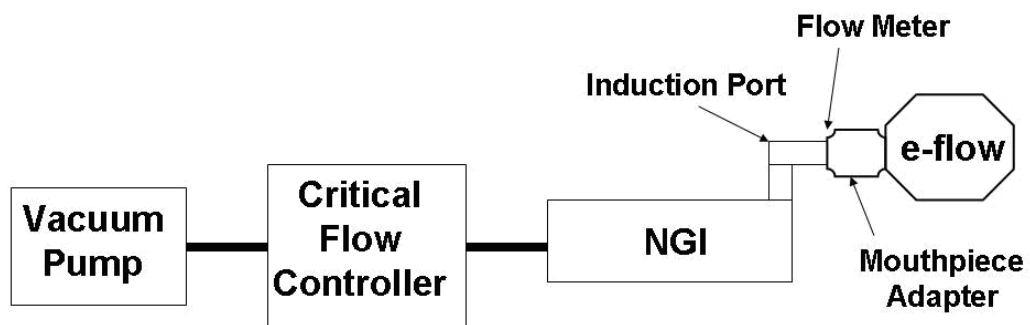 Vacuum
Pump
Critical
Flow
Controller
NGI
Induction Port
Flow Meter
e-flow
Mouthpiece
Adapter